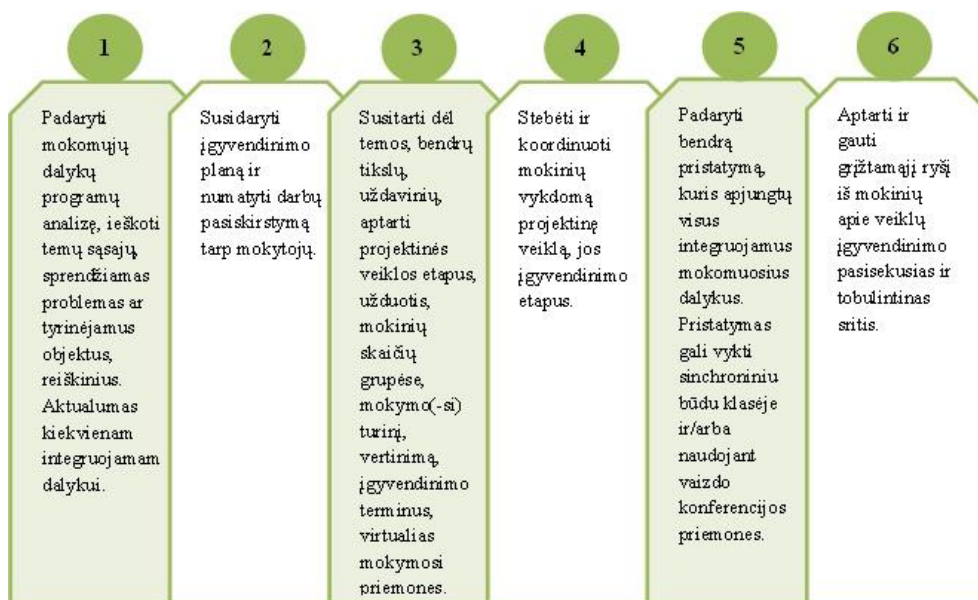 1
Padaryti
mokomųjų
dalykų
programų
analizę, ieškoti
temų sąsajų,
sprendžiamas
problemas ar
tyrinėjamus
objektus,
reiškinius.
Aktualumas
kiekvienam
integruojamam
dalykui.
2
Susidaryti
įgyvendinimo
planą ir
numatyti darbų
pasiskirstymą
tarp mokytojų.
3
Susitarti dėl
temos, bendrų
tikslų,
uždavinių,
aptarti
projektinės
veiklos etapus,
užduotis,
mokinių
skaičių
grupėse,
mokymo(-si)
turinį,
vertinimą,
įgyvendinimo
terminus,
virtualias
mokymosi
priemones.
4
Stebėti ir
koordinuoti
mokinių
vykdomą
projektinę
veiklą, jos
įgyvendinimo
etapus.
5
Padaryti
bendrą
pristatymą,
kuris apjungtų
visus
integruojamus
mokomuosius
dalykus.
Pristatymas
gali vykti
sinchroniniu
būdu klasėje
ir/arba
naudojant
vaizdo
konferencijos
priemones.
6
Aptarti ir
gauti
grįžtamąjį ryšį
iš mokinių
apie veiklų
įgyvendinimo
pasisekusias ir
tobulintinas
sritis.